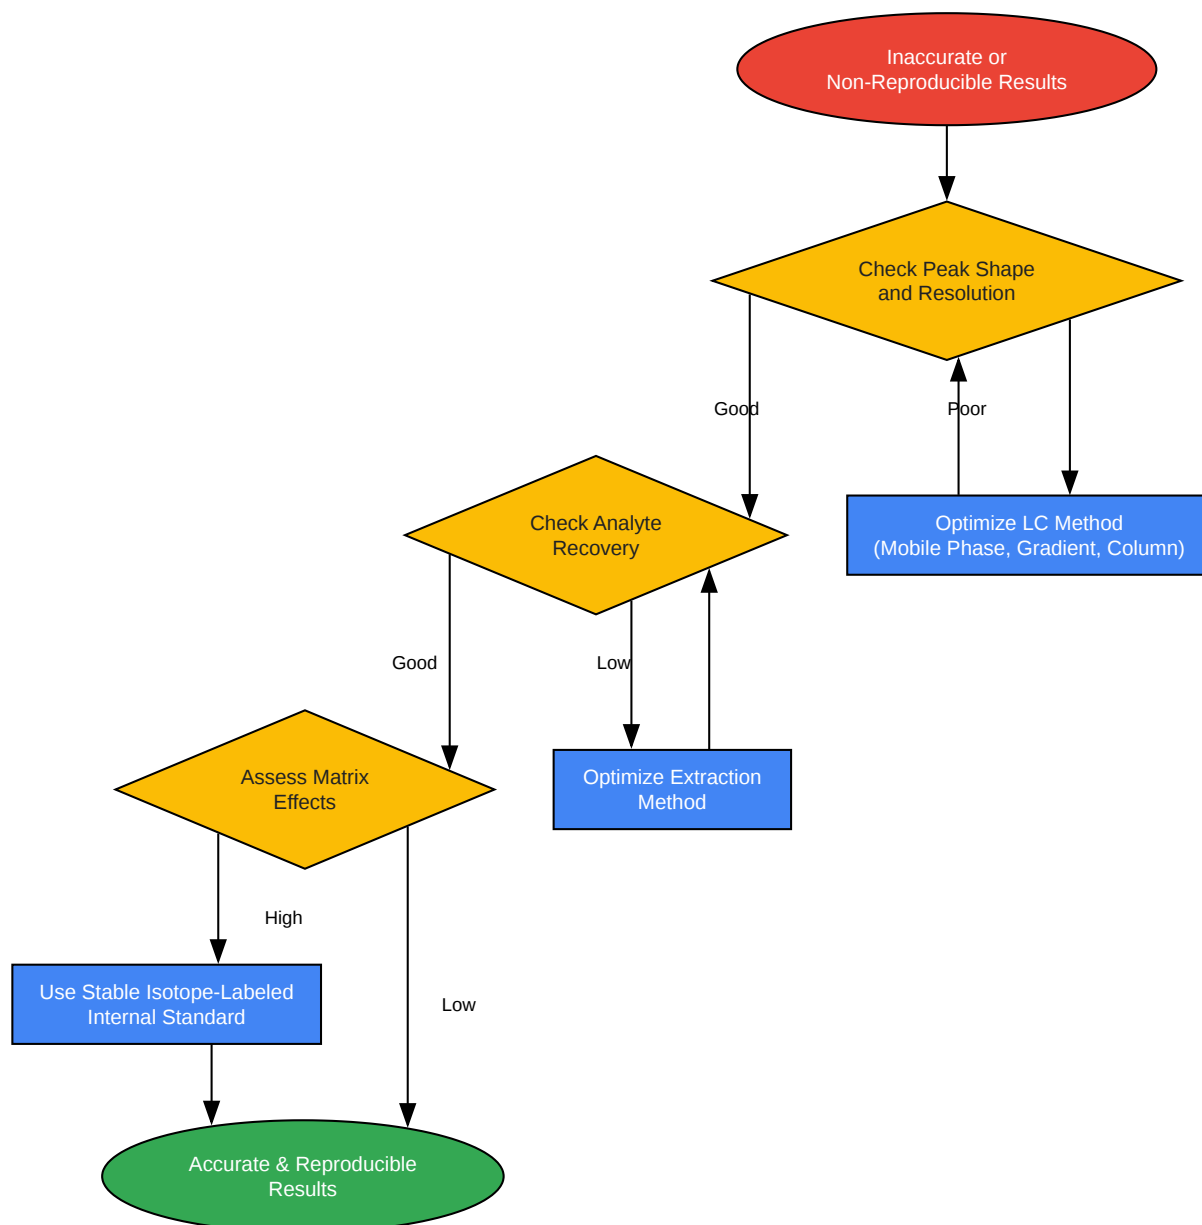 Inaccurate or
Non-Reproducible Results
Check Peak Shape
and Resolution
Good
Poor
Optimize LC Method
(Mobile Phase, Gradient, Column)
Check Analyte
Recovery
Good
Low
Optimize Extraction
Method
Assess Matrix
Effects
High
Low
Use Stable Isotope-Labeled
Internal Standard
Accurate & Reproducible
Results